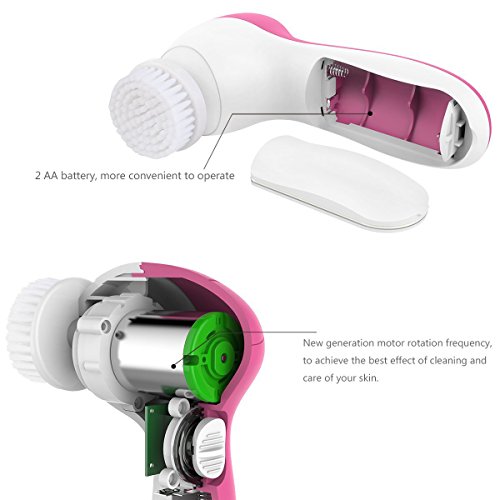 2 AA battery, more convenient to operate
New generation motor rotation frequency,
to achieve the best effect of cleaning and
care of your skin.